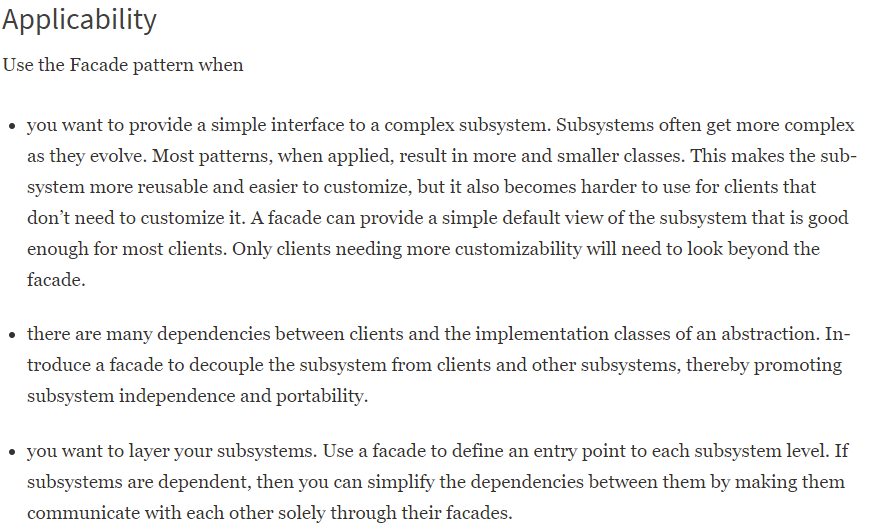 Applicability
Use the Facade pattern when
• you want to provide a simple interface to a complex subsystem. Subsystems often get more complex
as they evolve. Most patterns, when applied, result in more and smaller classes. This makes the sub-
system more reusable and easier to customize, but it also becomes harder to use for clients that
don’t need to customize it. A facade can provide a simple default view of the subsystem that is good
enough for most clients. Only clients needing more customizability will need to look beyond the
facade.
• there are many dependencies between clients and the implementation classes of an abstraction. In-
troduce a facade to decouple the subsystem from clients and other subsystems, thereby promoting
subsystem independence and portability.
• you want to layer your subsystems. Use a facade to define an entry point to each subsystem level. If
subsystems are dependent, then you can simplify the dependencies between them by making them
communicate with each other solely through their facades.